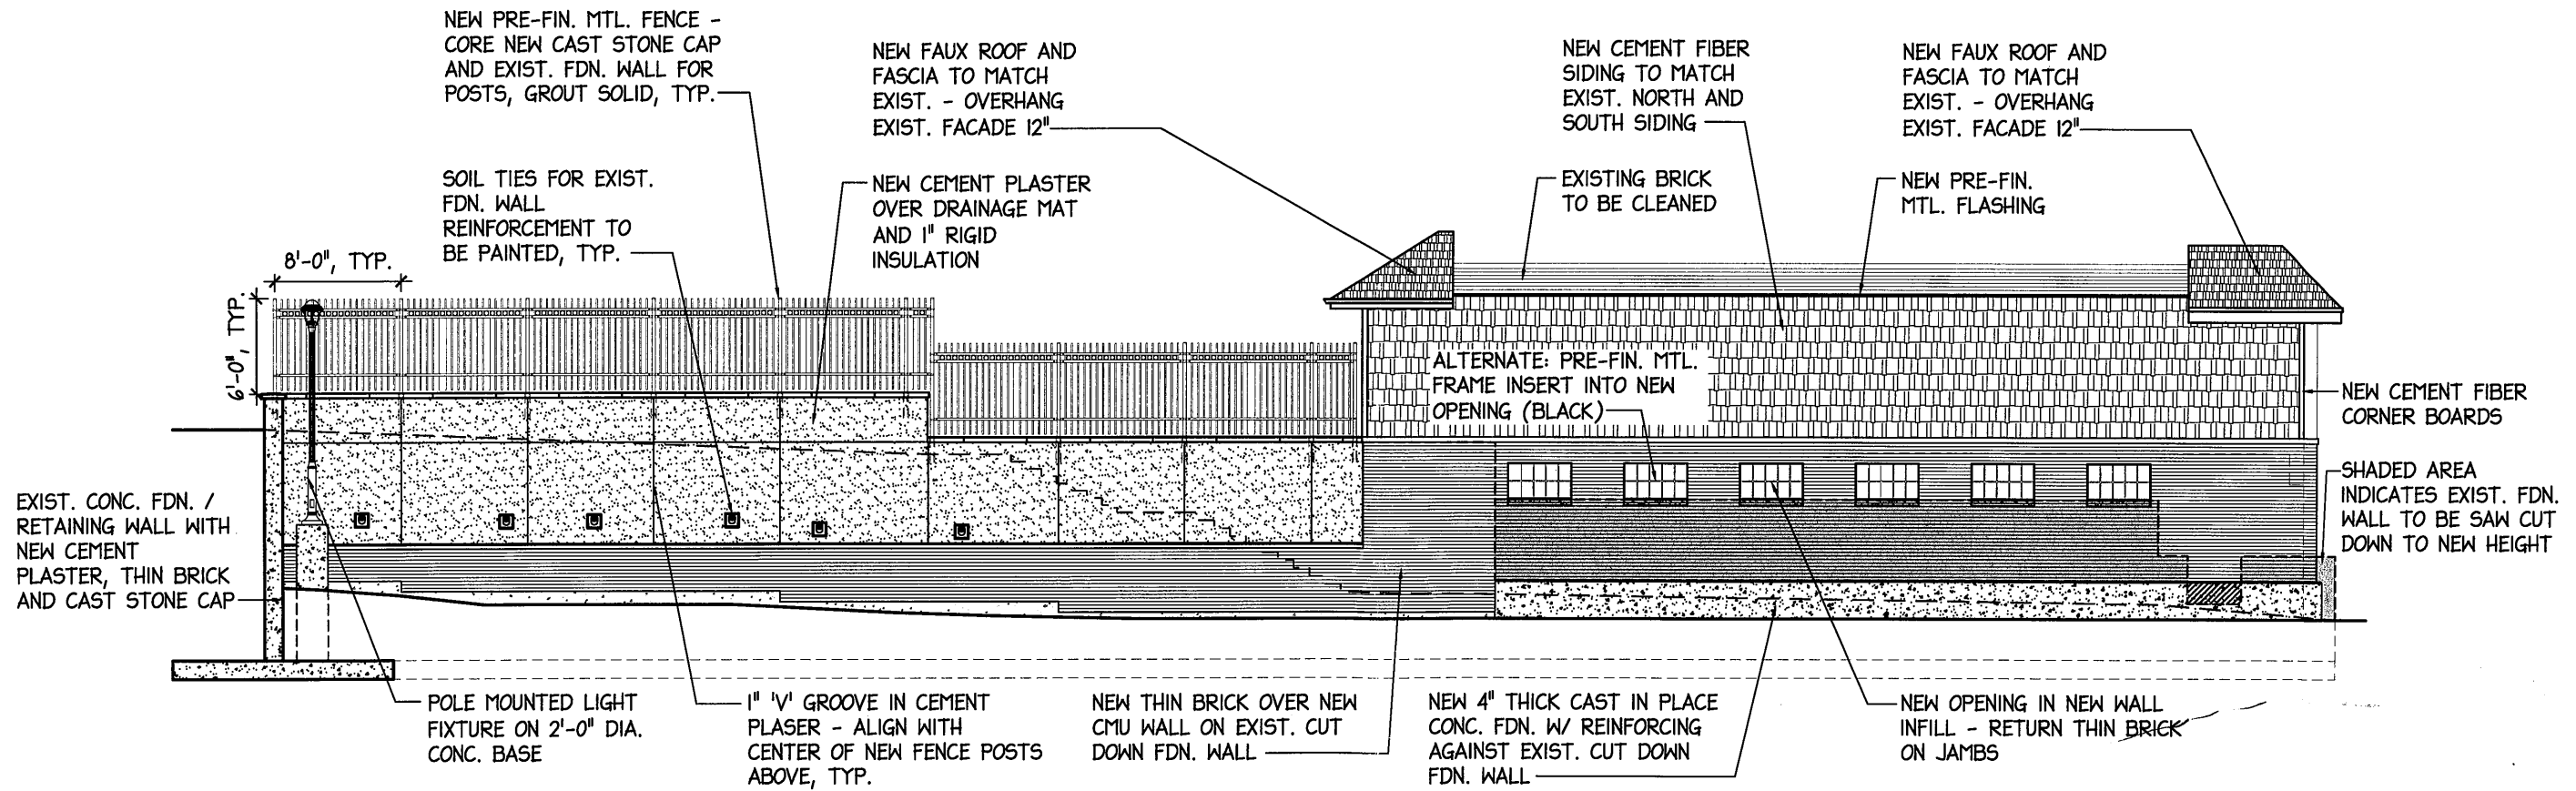 NEW PRE-FIN. MTL. FENCE -
CORE NEW CAST STONE CAP
AND EXIST. FDN. WALL FOR
POSTS, GROUT SOLID, TYP.
NEW FAUX ROOF AND
FASCIA TO MATCH
EXIST. - OVERHANG
EXIST. FACADE 12"
NEW CEMENT FIBER
SIDING TO MATCH
EXIST. NORTH AND
SOUTH SIDING
NEW FAUX ROOF AND
FASCIA TO MATCH
EXIST. - OVERHANG
EXIST. FACADE 12"
SOIL TIES FOR EXIST.
FDN. WALL
REINFORCEMENT TO
BE PAINTED, TYP.
NEW CEMENT PLASTER
OVER DRAINAGE MAT
AND 1" RIGID
INSULATION
EXISTING BRICK
TO BE CLEANED
NEW PRE-FIN.
MTL. FLASHING
8'-0", TYP.
6'-0", TYP.
ALTERNATE: PRE-FIN. MTL.
FRAME INSERT INTO NEW
OPENING (BLACK)
NEW CEMENT FIBER
CORNER BOARDS
SHADED AREA
INDICATES EXIST. FDN.
WALL TO BE SAW CUT
DOWN TO NEW HEIGHT
EXIST. CONC. FDN. /
RETAINING WALL WITH
NEW CEMENT
PLASTER, THIN BRICK
AND CAST STONE CAP
POLE MOUNTED LIGHT
FIXTURE ON 2'-0" DIA.
CONC. BASE
1" 'V' GROOVE IN CEMENT
PLASER - ALIGN WITH
CENTER OF NEW FENCE POSTS
ABOVE, TYP.
NEW THIN BRICK OVER NEW
CMU WALL ON EXIST. CUT
DOWN FDN. WALL
NEW 4" THICK CAST IN PLACE
CONC. FDN. W/ REINFORCING
AGAINST EXIST. CUT DOWN
FDN. WALL
NEW OPENING IN NEW WALL
INFILL - RETURN THIN BRICK
ON JAMBS